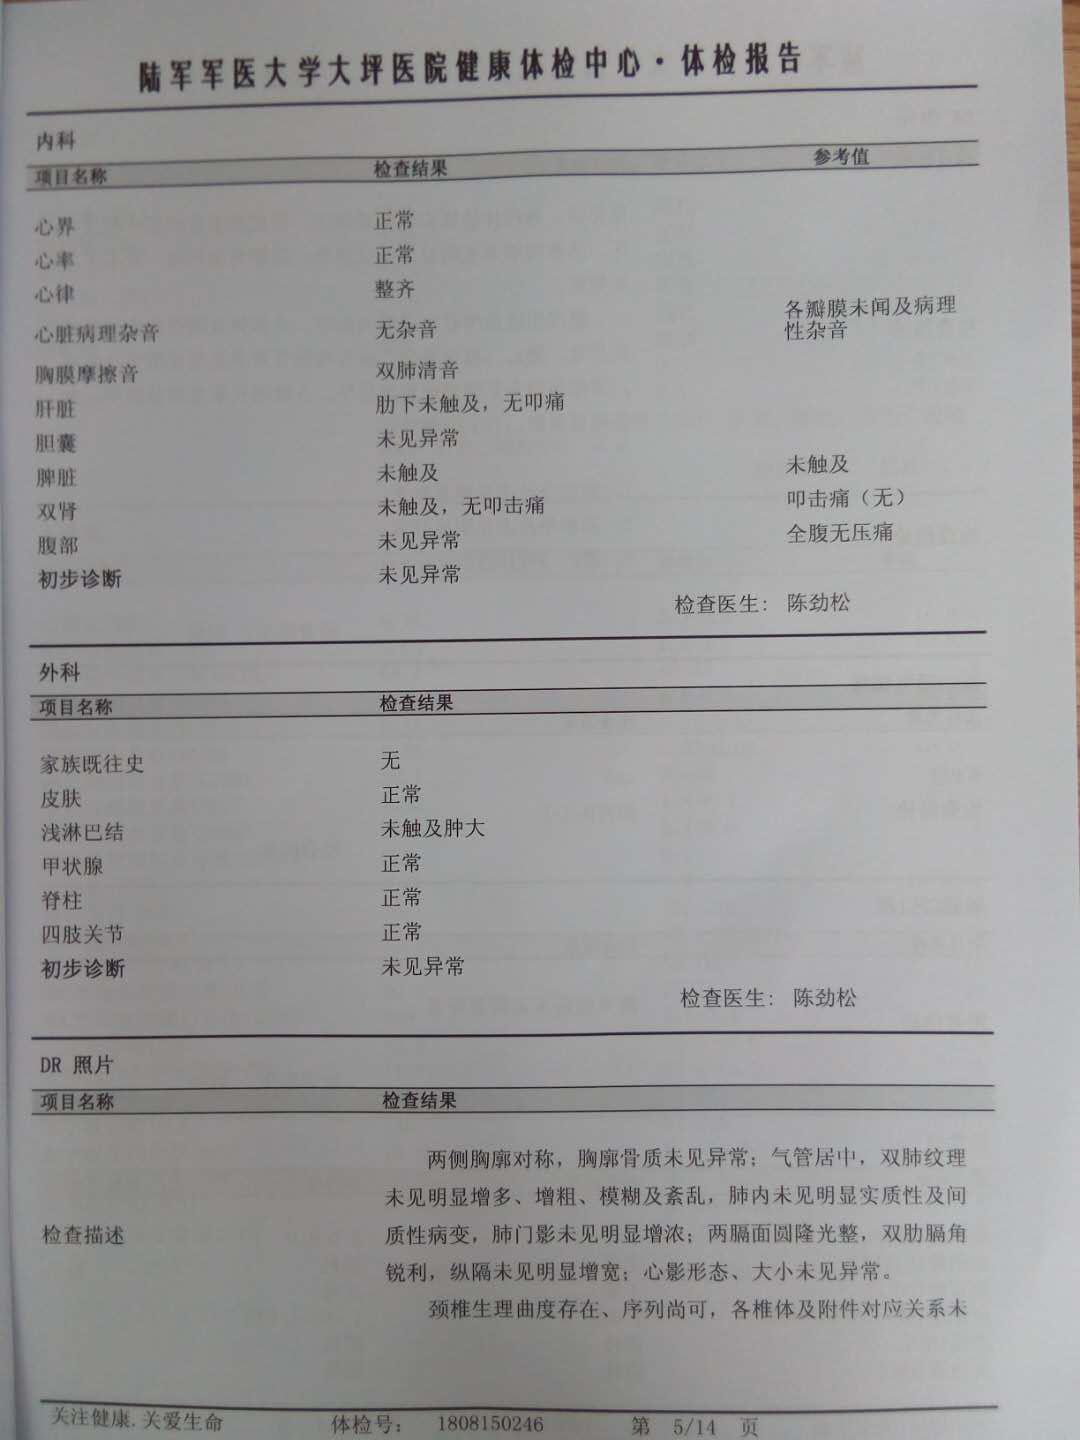 陆军军医大学大坪医院健康体检中心·体检报告
内科
项目名称 检查结果 参考值
心界 正常
心率 正常
心律 整齐
心脏病理杂音 无杂音 各瓣膜未闻及病理
性杂音
胸膜摩擦音 双肺清音
肝脏 肋下未触及，无叩痛
胆囊 未见异常
脾脏 未触及 未触及
双肾 未触及，无叩击痛 叩击痛（无）
腹部 未见异常 全腹无压痛
初步诊断 未见异常
检查医生: 陈劲松
外科
项目名称 检查结果
家族既往史 无
皮肤 正常
浅淋巴结 未触及肿大
甲状腺 正常
脊柱 正常
四肢关节 正常
初步诊断 未见异常
检查医生: 陈劲松
DR 照片
项目名称 检查结果
检查描述
两侧胸廓对称，胸廓骨质未见异常；气管居中，双肺纹理
未见明显增多、增粗、模糊及紊乱，肺内未见明显实质性及间
质性病变，肺门影未见明显增浓；两膈面圆隆光整，双肋膈角
锐利，纵隔未见明显增宽；心影形态、大小未见异常。
颈椎生理曲度存在、序列尚可，各椎体及附件对应关系未
关注健康.关爱生命 体检号: 1808150246 第 5/14 页